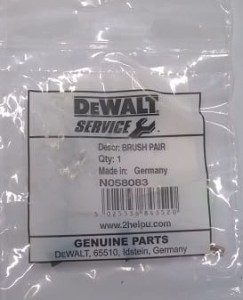 DEWALT
SERVICE
Descr: BRUSH PAIR
Qty: 1
Made in: Germany
N058083
www.2helpu.com
GENUINE PARTS
DEWALT, 65510, Idstein, Germany